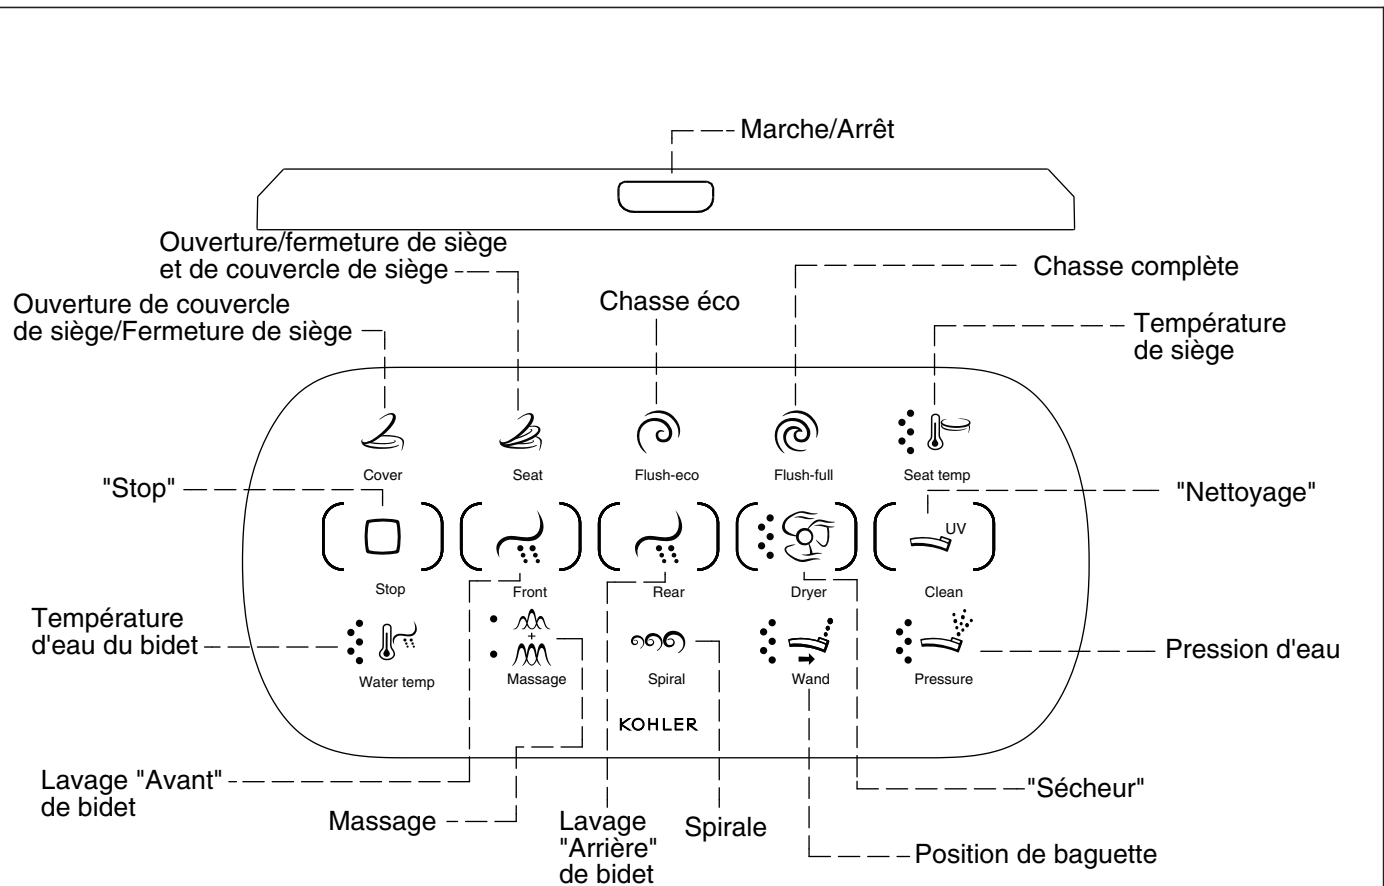 Marche/Arrêt
Ouverture/fermeture de siège
et de couvercle de siège
Chasse complète
Ouverture de couvercle
de siège/Fermeture de siège
Chasse éco
Température
de siège
Cover
Seat
Flush-eco
Flush-full
Seat temp
"Stop"
"Nettoyage"
UV
Stop
Front
Rear
Dryer
Clean
Température
d'eau du bidet
+
Pression d'eau
Water temp
Massage
Spiral
Wand
Pressure
KOHLER
Lavage "Avant"
de bidet
"Sécheur"
Massage
Lavage
"Arrière"
de bidet
Spirale
Position de baguette